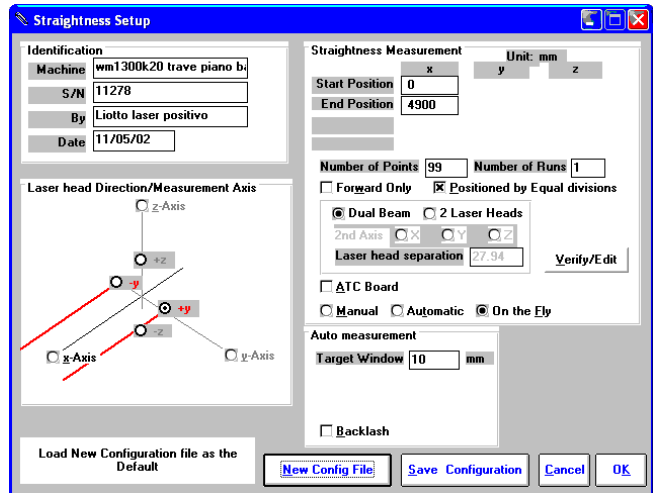 Straightness Setup
Identification
Machine wm1300k20 trave piano ba
S/N 11278
By Liotto laser positivo
Date 11/05/02
Laser head Direction/Measurement Axis
z-Axis
+z
-y
+y
-z
x-Axis
y-Axis
Load New Configuration file as the
Default
Straightness Measurement
Unit: mm
x y z
Start Position 0
End Position 4900
Number of Points 99 Number of Runs 1
Forward Only Positioned by Equal divisions
Dual Beam 2 Laser Heads
2nd Axis X Y Z
Laser head separation 27.94
Verify/Edit
ATC Board
Manual Automatic On the Fly
Auto measurement
Target Window 10 mm
Backlash
New Config File Save Configuration Cancel OK